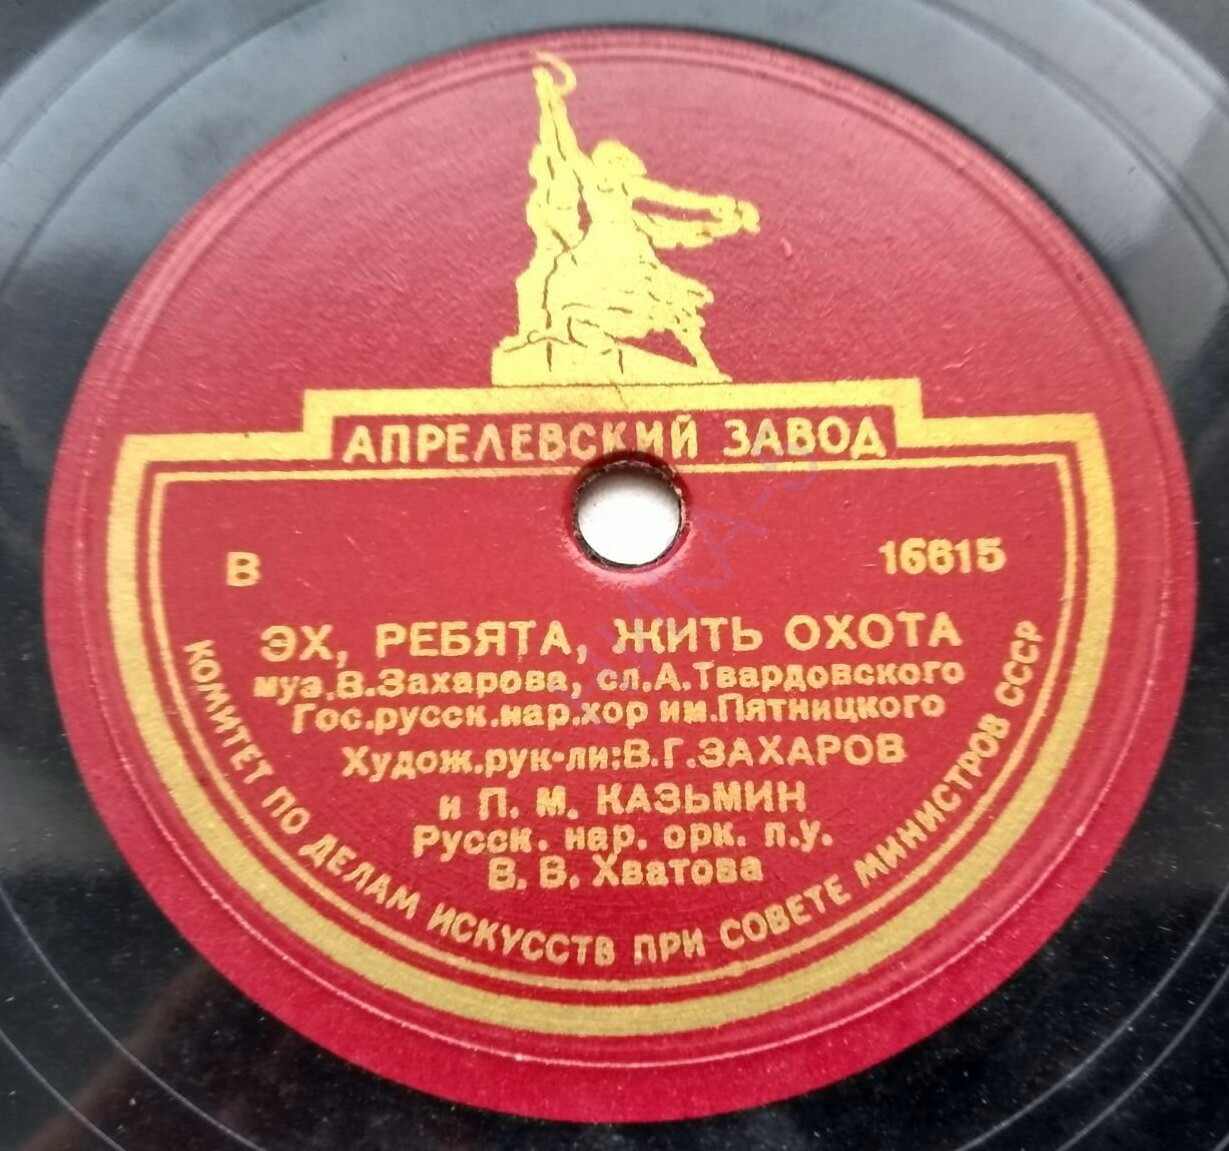 АПРЕЛЕВСКИЙ ЗАВОД
В 16615
ЭХ, РЕБЯТА, ЖИТЬ ОХОТА
муз.В.Захарова, сл.А.Твардовского
Гос.русск.нар.хор им.Пятницкого
Худож.рук-ли:В.Г.ЗАХАРОВ
и П. М. КАЗЬМИН
Русск. нар. орк. п.у.
В. В. Хватова
КОМИТЕТ ПО ДЕЛАМ ИСКУССТВ ПРИ СОВЕТЕ МИНИСТРОВ СССР